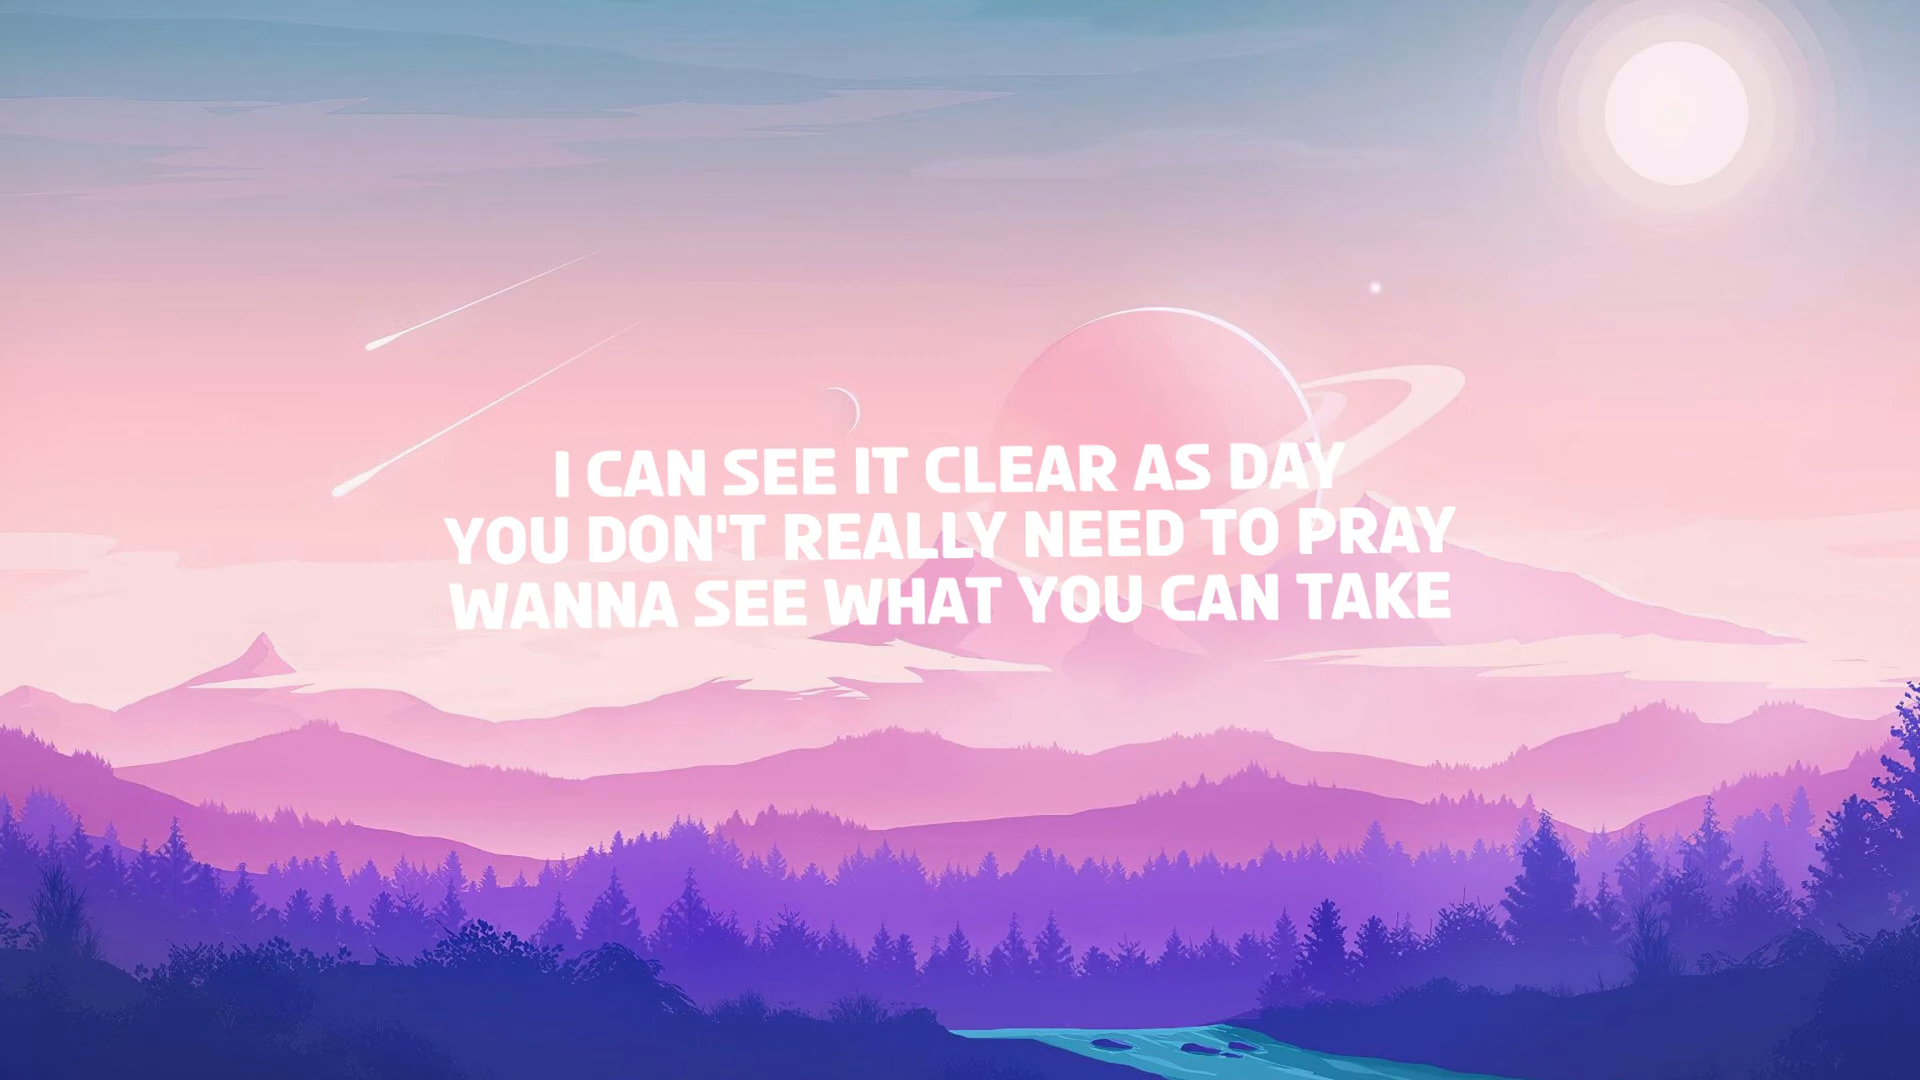 I CAN SEE IT CLEAR AS DAY
YOU DON'T REALLY NEED TO PRAY
WANNA SEE WHAT YOU CAN TAKE